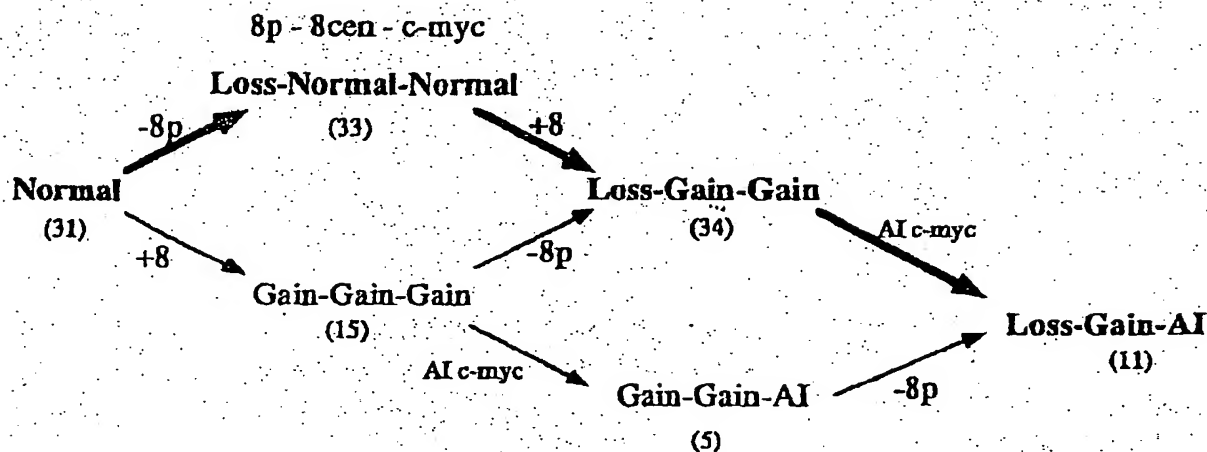 8p - 8cen - c-myc
Loss-Normal-Normal
(33)
-8p
+8
Normal
(31)
Loss-Gain-Gain
(34)
AI c-myc
+8
-8p
Gain-Gain-Gain
(15)
Loss-Gain-AI
(11)
AI c-myc
Gain-Gain-AI
(5)
-8p